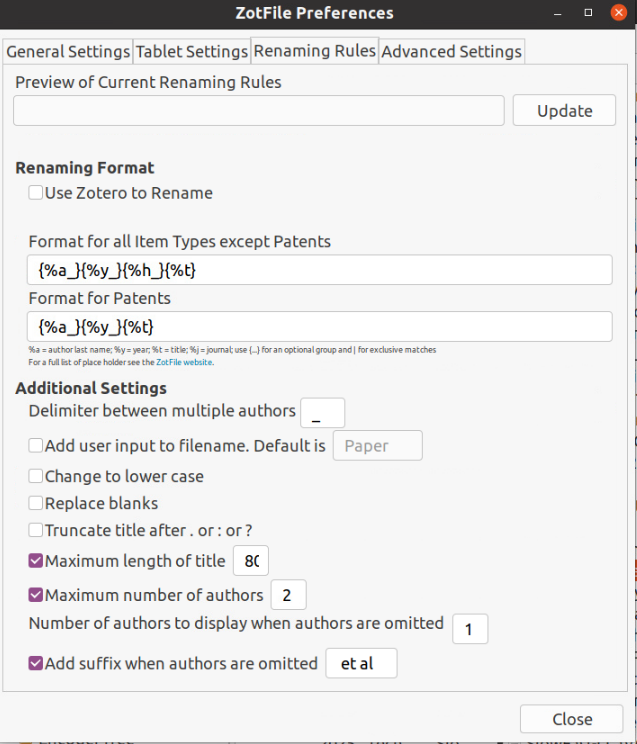 ZotFile Preferences
General Settings Tablet Settings Renaming Rules Advanced Settings
Preview of Current Renaming Rules
Update
Renaming Format
Use Zotero to Rename
Format for all Item Types except Patents
{%a_}{%y_}{%h_}{%t}
Format for Patents
{%a_}{%y_}{%t}
%a = author last name; %y = year; %t = title; %j = journal; use {...} for an optional group and | for exclusive matches
For a full list of place holder see the ZotFile website.
Additional Settings
Delimiter between multiple authors _
Add user input to filename. Default is Paper
Change to lower case
Replace blanks
Truncate title after . or : or ?
Maximum length of title 80
Maximum number of authors 2
Number of authors to display when authors are omitted 1
Add suffix when authors are omitted et al
Close